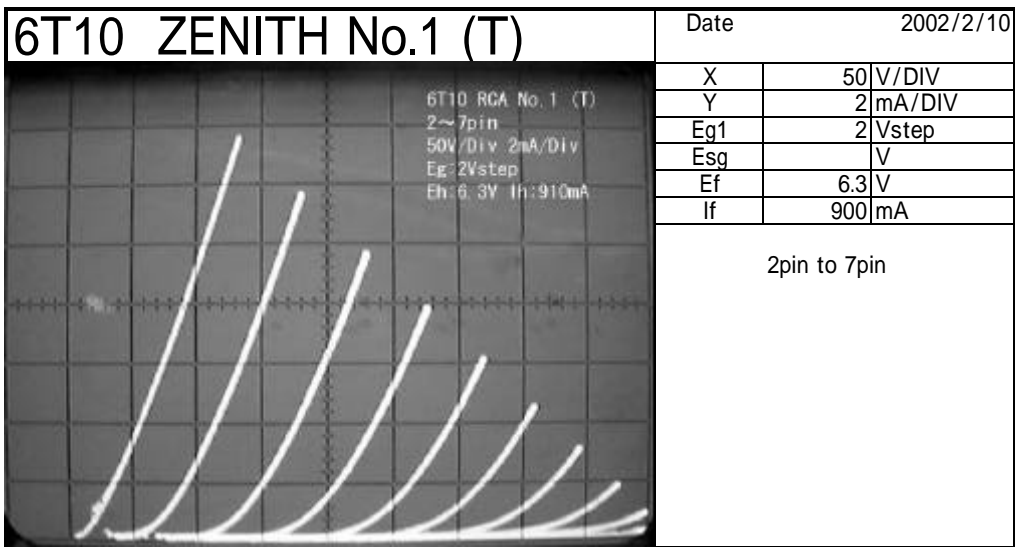 6T10 ZENITH No.1 (T)
Date 2002/2/10
X 50 V/DIV
Y 2 mA/DIV
Eg1 2 Vstep
Esg V
Ef 6.3 V
If 900 mA
2pin to 7pin
6T10 RCA No.1 (T)
2~7pin
50V/Div 2mA/Div
Eg:2Vstep
Eh:6.3V Ih:910mA